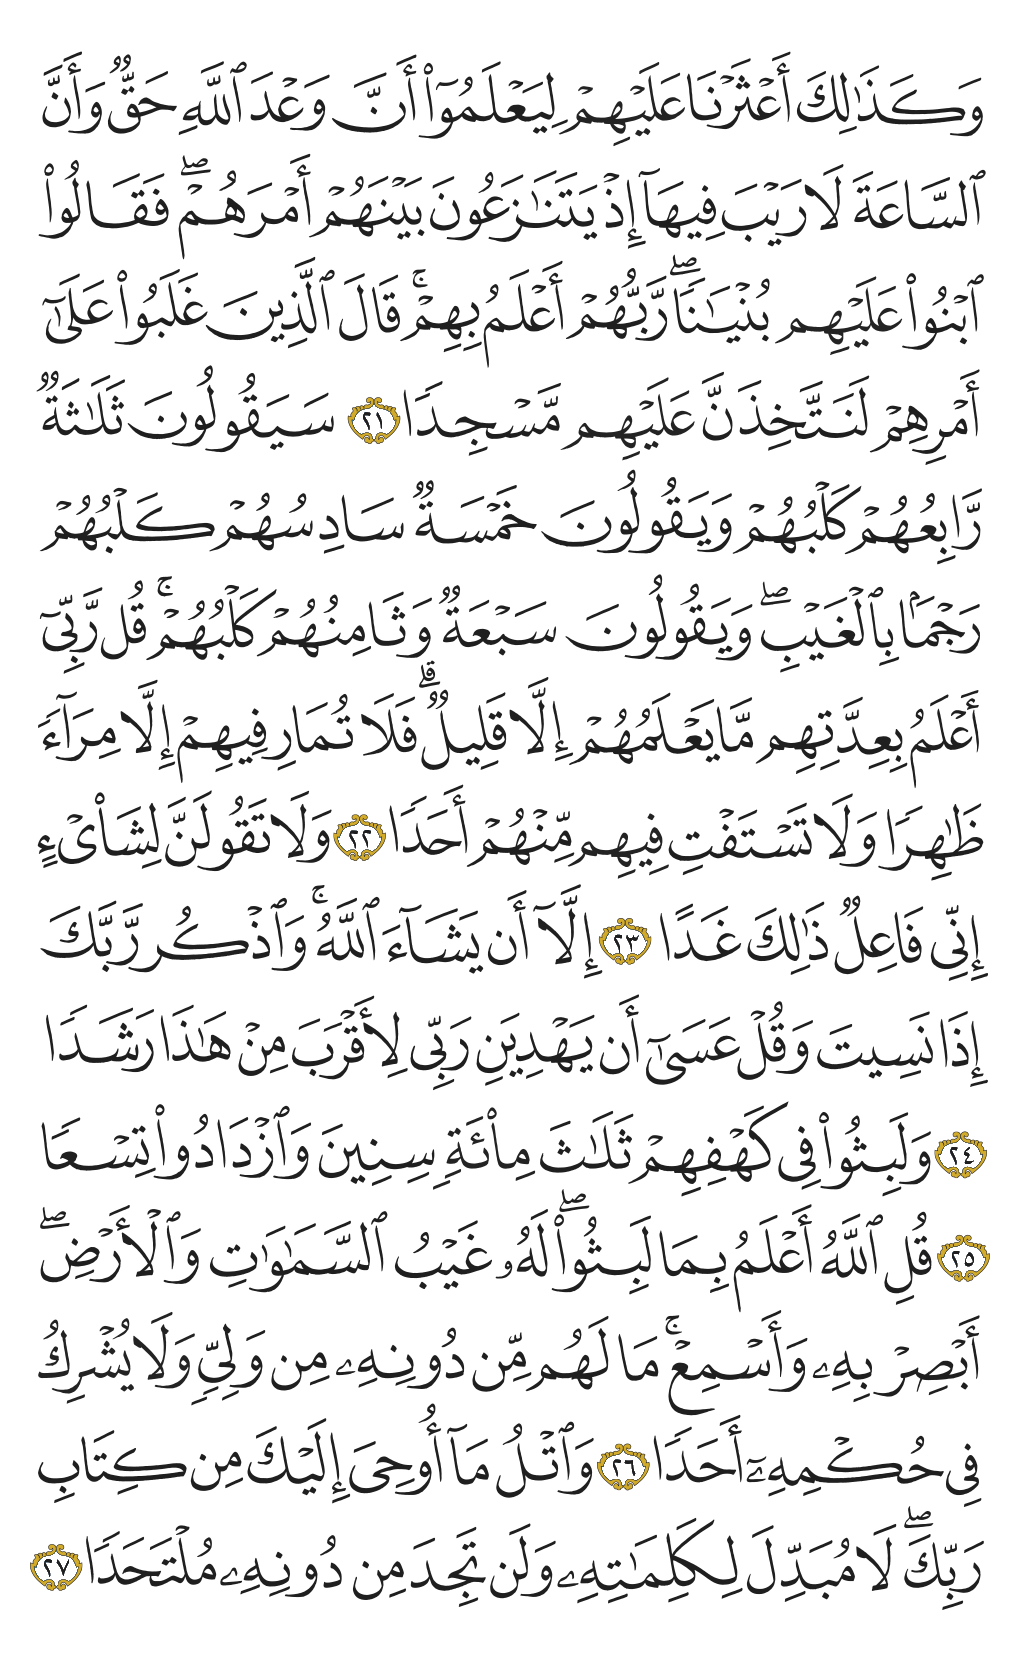 وَكَذَٰلِكَ أَعۡثَرۡنَا عَلَيۡهِمۡ لِيَعۡلَمُوٓاْ أَنَّ وَعۡدَ ٱللَّهِ حَقّٞ وَأَنَّ
ٱلسَّاعَةَ لَا رَيۡبَ فِيهَآ إِذۡ يَتَنَٰزَعُونَ بَيۡنَهُمۡ أَمۡرَهُمۡۖ فَقَالُواْ
ٱبۡنُواْ عَلَيۡهِم بُنۡيَٰنٗاۖ رَّبُّهُمۡ أَعۡلَمُ بِهِمۡۚ قَالَ ٱلَّذِينَ غَلَبُواْ عَلَىٰٓ
أَمۡرِهِمۡ لَنَتَّخِذَنَّ عَلَيۡهِم مَّسۡجِدٗا ٢١ سَيَقُولُونَ ثَلَٰثَةٞ
رَّابِعُهُمۡ كَلۡبُهُمۡ وَيَقُولُونَ خَمۡسَةٞ سَادِسُهُمۡ كَلۡبُهُمۡ
رَجۡمَۢا بِٱلۡغَيۡبِۖ وَيَقُولُونَ سَبۡعَةٞ وَثَامِنُهُمۡ كَلۡبُهُمۡۚ قُل رَّبِّيٓ
أَعۡلَمُ بِعِدَّتِهِم مَّا يَعۡلَمُهُمۡ إِلَّا قَلِيلٞۗ فَلَا تُمَارِ فِيهِمۡ إِلَّا مِرَآءٗ
ظَٰهِرٗا وَلَا تَسۡتَفۡتِ فِيهِم مِّنۡهُمۡ أَحَدٗا ٢٢ وَلَا تَقُولَنَّ لِشَاْيۡءٍ
إِنِّي فَاعِلٞ ذَٰلِكَ غَدًا ٢٣ إِلَّآ أَن يَشَآءَ ٱللَّهُۚ وَٱذۡكُر رَّبَّكَ
إِذَا نَسِيتَ وَقُلۡ عَسَىٰٓ أَن يَهۡدِيَنِ رَبِّي لِأَقۡرَبَ مِنۡ هَٰذَا رَشَدٗا
٢٤ وَلَبِثُواْ فِي كَهۡفِهِمۡ ثَلَٰثَ مِاْئَةٖ سِنِينَ وَٱزۡدَادُواْ تِسۡعٗا
٢٥ قُلِ ٱللَّهُ أَعۡلَمُ بِمَا لَبِثُواْۖ لَهُۥ غَيۡبُ ٱلسَّمَٰوَٰتِ وَٱلۡأَرۡضِۖ
أَبۡصِرۡ بِهِۦ وَأَسۡمِعۡۚ مَا لَهُم مِّن دُونِهِۦ مِن وَلِيّٖ وَلَا يُشۡرِكُ
فِي حُكۡمِهِۦٓ أَحَدٗا ٢٦ وَٱتۡلُ مَآ أُوحِيَ إِلَيۡكَ مِن كِتَابِ
رَبِّكَۖ لَا مُبَدِّلَ لِكَلِمَٰتِهِۦ وَلَن تَجِدَ مِن دُونِهِۦ مُلۡتَحَدٗا ٢٧